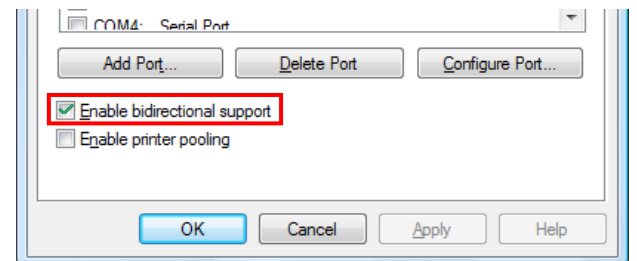 COM4: Serial Port
Add Port... Delete Port Configure Port...
Enable bidirectional support
Enable printer pooling
OK Cancel Apply Help